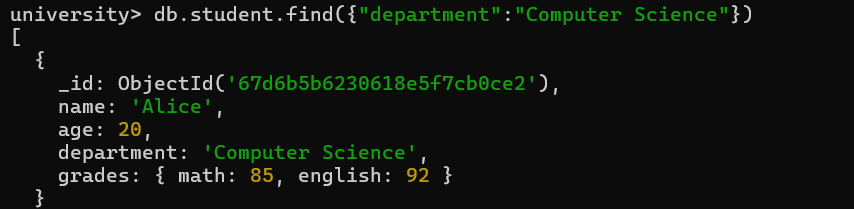 university> db.student.find({"department":"Computer Science"})
[
  {
    _id: ObjectId('67d6b5b6230618e5f7cb0ce2'),
    name: 'Alice',
    age: 20,
    department: 'Computer Science',
    grades: { math: 85, english: 92 }
  }